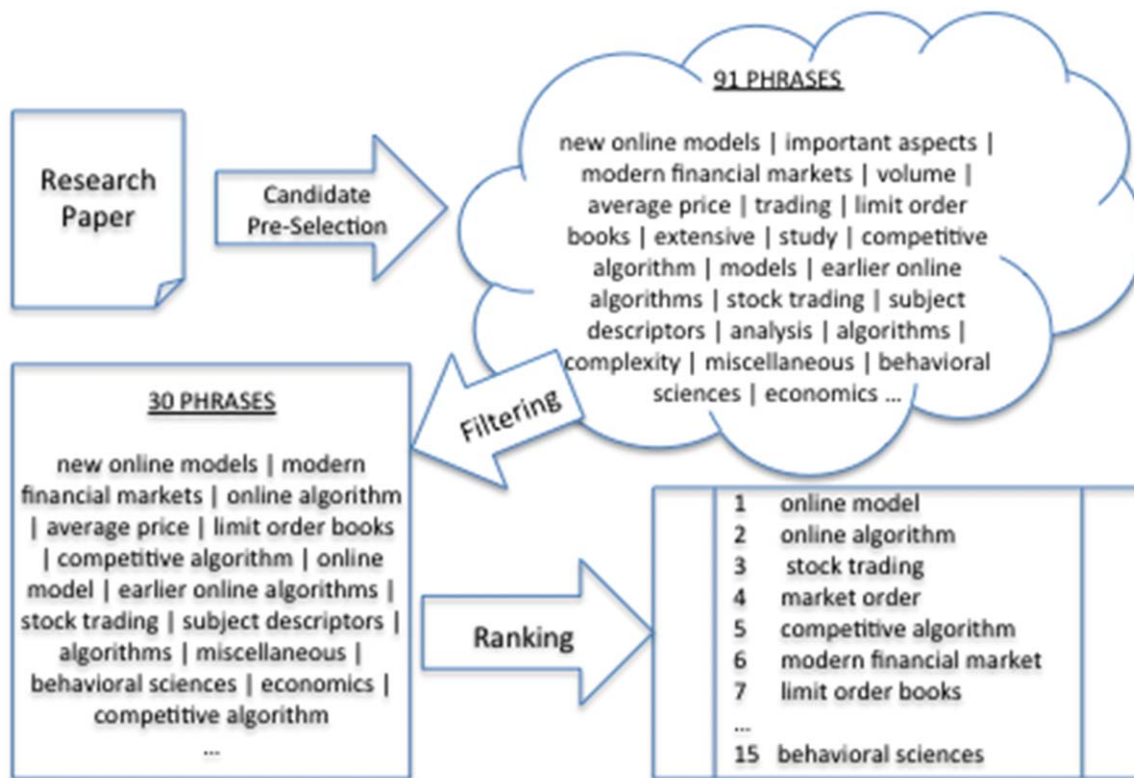 Research
Paper
Candidate
Pre-Selection
91 PHRASES
new online models | important aspects |
modern financial markets | volume |
average price | trading | limit order
books | extensive | study | competitive
algorithm | models | earlier online
algorithms | stock trading | subject
descriptors | analysis | algorithms |
complexity | miscellaneous | behavioral
sciences | economics ...
Filtering
30 PHRASES
new online models | modern
financial markets | online algorithm
| average price | limit order books
| competitive algorithm | online
model | earlier online algorithms |
stock trading | subject descriptors |
algorithms | miscellaneous |
behavioral sciences | economics |
competitive algorithm
...
Ranking
1 online model
2 online algorithm
3 stock trading
4 market order
5 competitive algorithm
6 modern financial market
7 limit order books
...
15 behavioral sciences